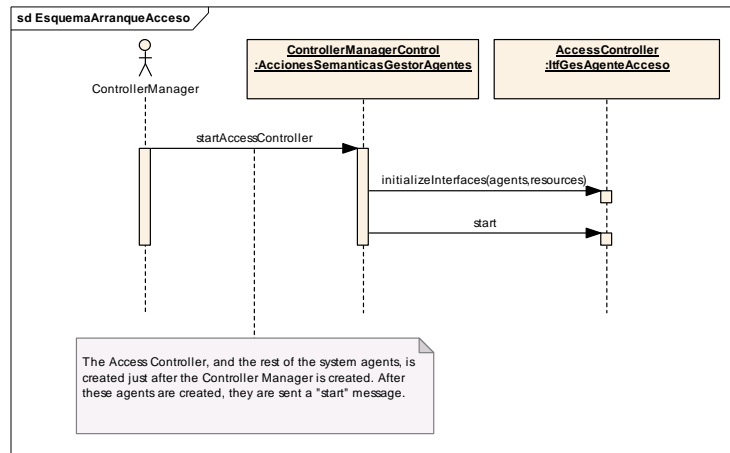 sd EsquemaArranqueAcceso
ControllerManager
ControllerManagerControl
:AccionesSemanticasGestorAgentes
AccessController
:ItfGesAgenteAcceso
startAccessController
initializeInterfaces(agents,resources)
start
The Access Controller, and the rest of the system agents, is
created just after the Controller Manager is created. After
these agents are created, they are sent a "start" message.